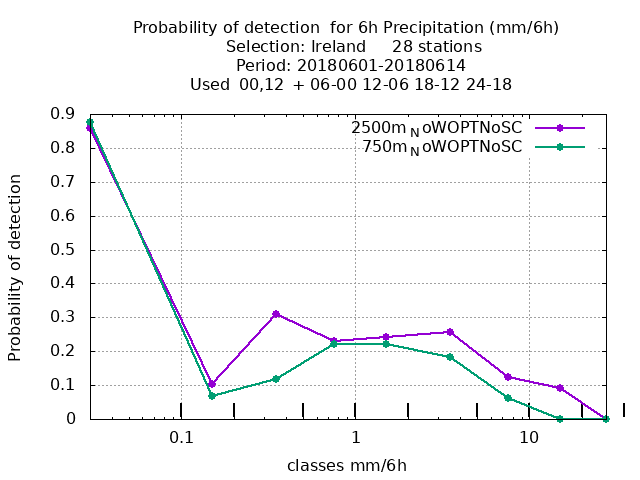 Probability of detection  for 6h Precipitation (mm/6h)
Selection: Ireland     28 stations
Period: 20180601-20180614
Used  00,12  + 06-00 12-06 18-12 24-18
2500m_NoWOPTNoSC
750m_NoWOPTNoSC
Probability of detection
0.9
0.8
0.7
0.6
0.5
0.4
0.3
0.2
0.1
0
0.1
1
10
classes mm/6h